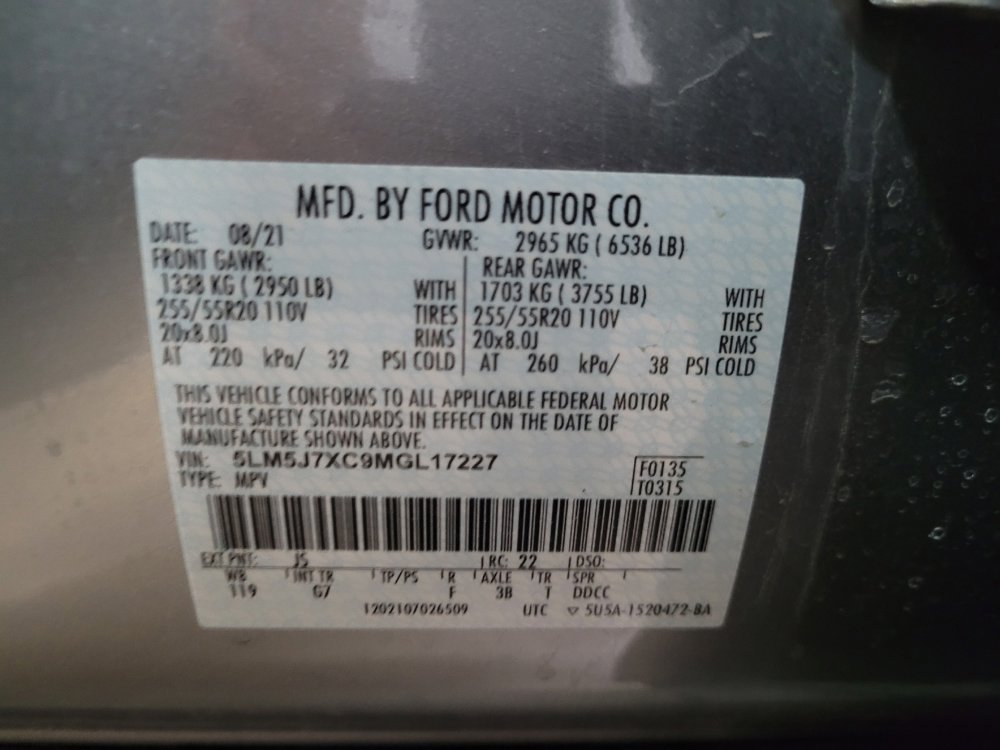 MFD. BY FORD MOTOR CO.
DATE: 08/21 GVWR: 2965 KG ( 6536 LB)
FRONT GAWR: REAR GAWR:
1338 KG ( 2950 LB) WITH 1703 KG ( 3755 LB) WITH
255/55R20 110V TIRES 255/55R20 110V TIRES
20x8.0J RIMS 20x8.0J RIMS
AT 220 kPa/ 32 PSI COLD AT 260 kPa/ 38 PSI COLD
THIS VEHICLE CONFORMS TO ALL APPLICABLE FEDERAL MOTOR
VEHICLE SAFETY STANDARDS IN EFFECT ON THE DATE OF
MANUFACTURE SHOWN ABOVE.
VIN: 5LM5J7XC9MGL17227 F0135
TYPE: MPV T0315
EXT PNT: JS RC: 22 DSO:
WB INT TR TP/PS R AXLE TR SPR
119 G7 F 3B T DDCC
1202107026509 UTC ▽ 5U5A-1520472-BA